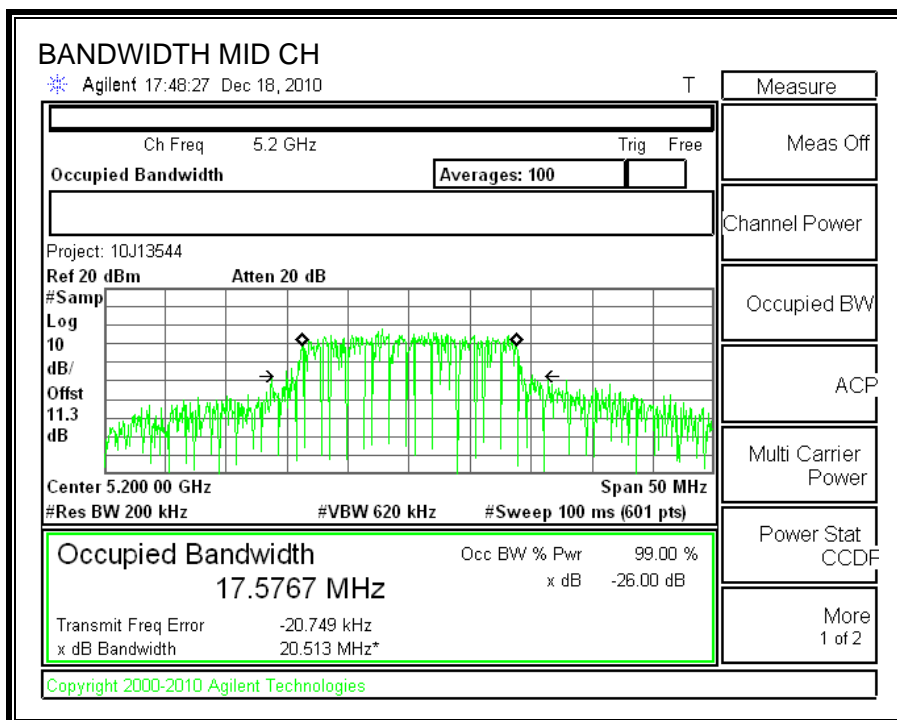 BANDWIDTH MID CH
Agilent 17:48:27 Dec 18, 2010 T
Measure
Ch Freq 5.2 GHz Trig Free
Meas Off
Occupied Bandwidth Averages: 100
Channel Power
Project: 10J13544
Ref 20 dBm Atten 20 dB
#Samp
Log
10
dB/
Offst
11.3
dB
Occupied BW
ACP
Multi Carrier
Power
Center 5.200 00 GHz Span 50 MHz
#Res BW 200 kHz #VBW 620 kHz #Sweep 100 ms (601 pts)
Power Stat
CCDF
Occupied Bandwidth Occ BW % Pwr 99.00 %
17.5767 MHz x dB -26.00 dB
Transmit Freq Error -20.749 kHz
x dB Bandwidth 20.513 MHz*
More
1 of 2
Copyright 2000-2010 Agilent Technologies